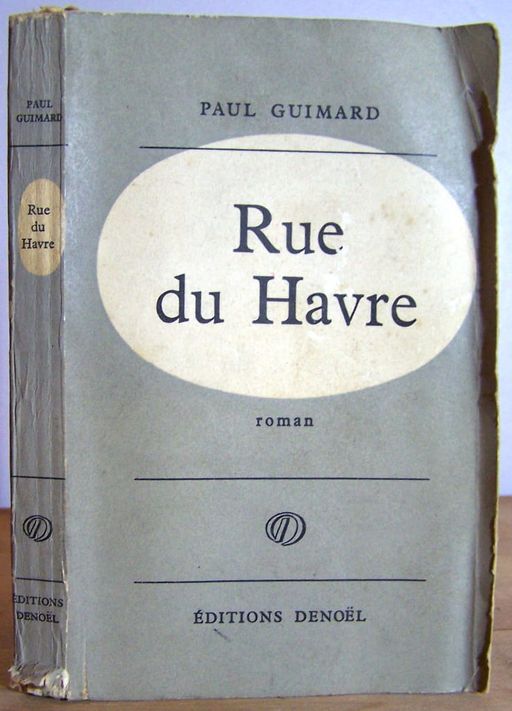 PAUL
GUIMARD
Rue
du
Havre
EDITIONS
DENOËL
PAUL GUIMARD
Rue
du Havre
roman
ÉDITIONS DENOËL